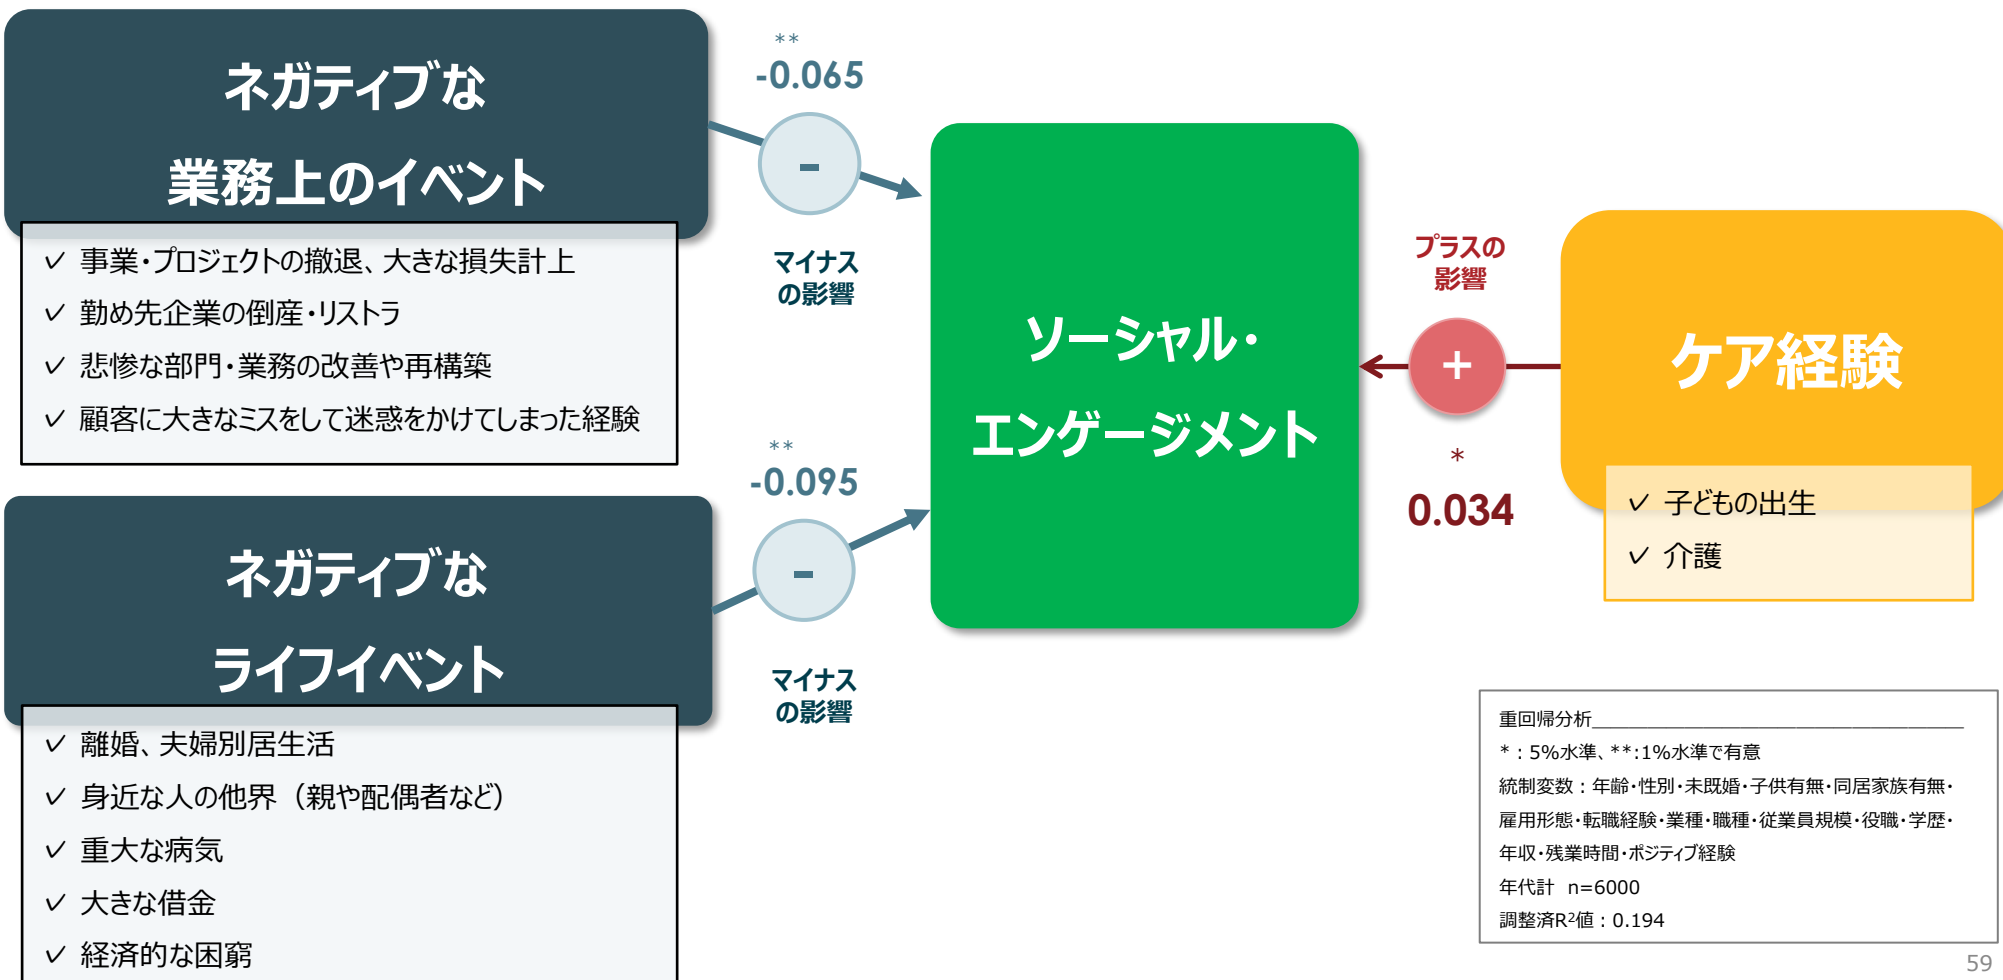 ネガティブな
業務上のイベント
✓ 事業・プロジェクトの撤退、大きな損失計上
✓ 勤め先企業の倒産・リストラ
✓ 悲惨な部門・業務の改善や再構築
✓ 顧客に大きなミスをして迷惑をかけてしまった経験
**
-0.065
-
マイナス
の影響
ネガティブな
ライフイベント
✓ 離婚、夫婦別居生活
✓ 身近な人の他界（親や配偶者など）
✓ 重大な病気
✓ 大きな借金
✓ 経済的な困窮
**
-0.095
-
マイナス
の影響
ソーシャル・
エンゲージメント
プラスの
影響
+
*
0.034
ケア経験
✓ 子どもの出生
✓ 介護
重回帰分析
*：5%水準、**:1%水準で有意
統制変数：年齢・性別・未既婚・子供有無・同居家族有無・
雇用形態・転職経験・業種・職種・従業員規模・役職・学歴・
年収・残業時間・ポジティブ経験
年代計 n=6000
調整済R²値：0.194
59